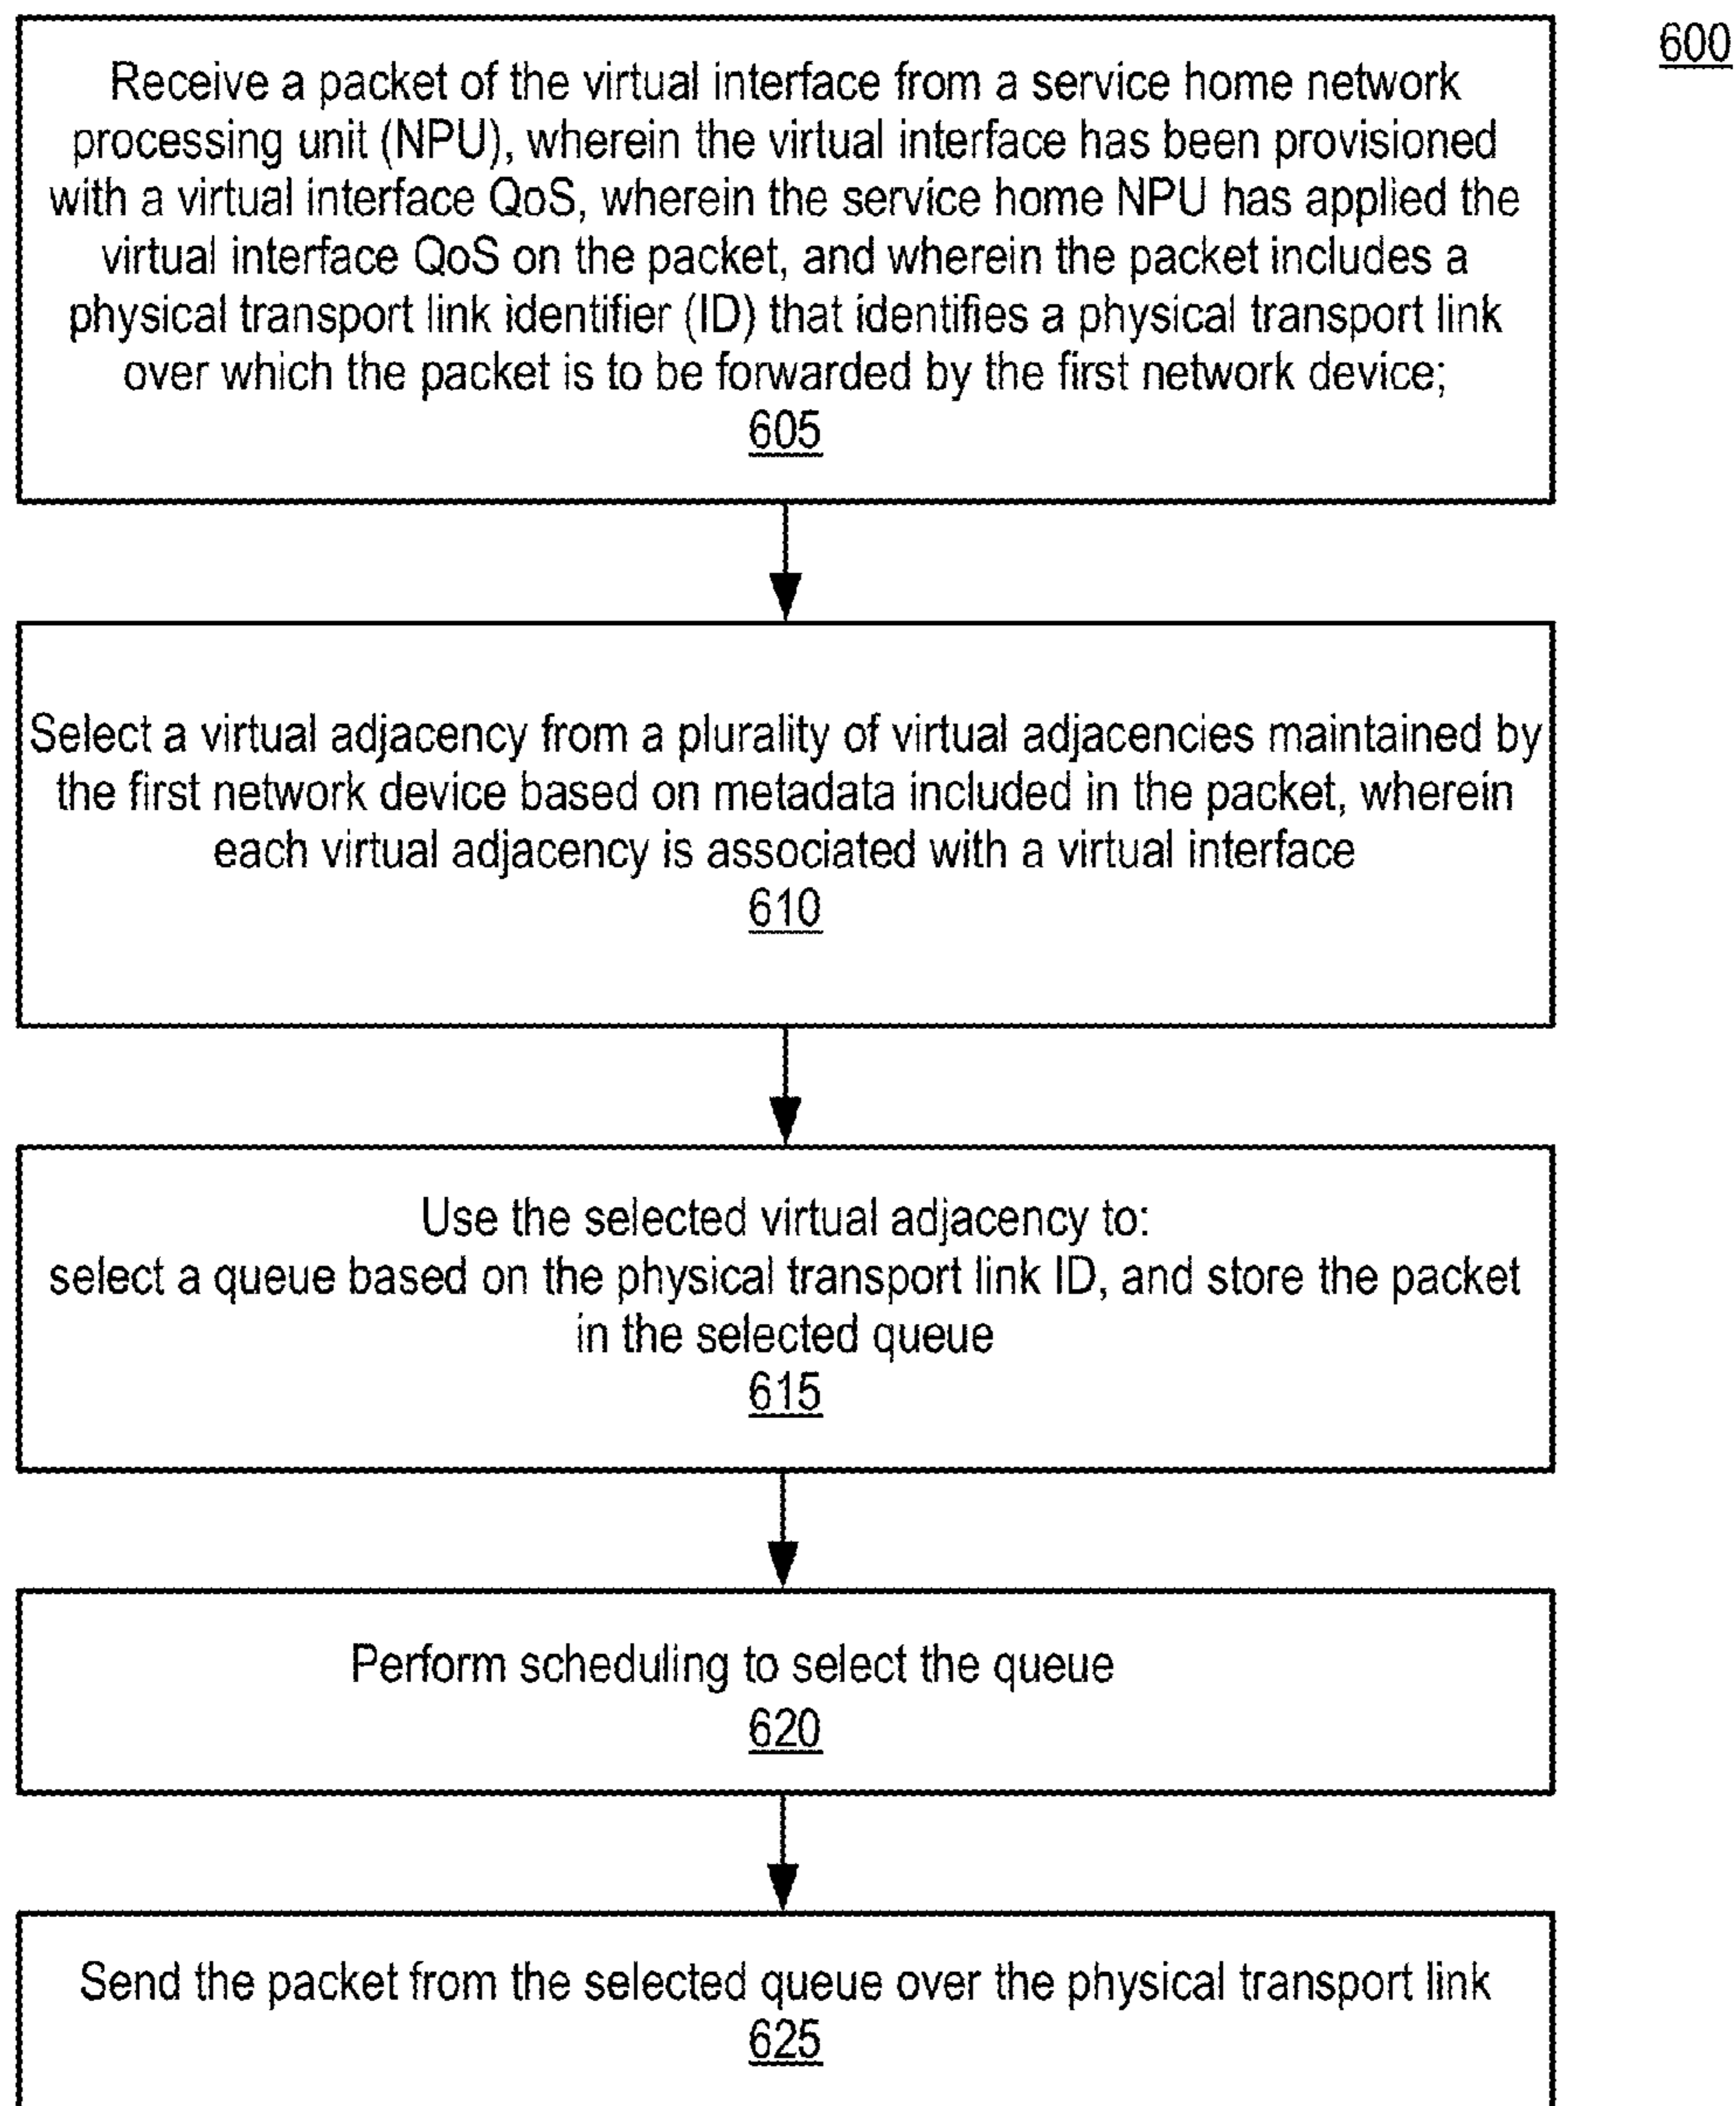 600
Receive a packet of the virtual interface from a service home network
processing unit (NPU), wherein the virtual interface has been provisioned
with a virtual interface QoS, wherein the service home NPU has applied the
virtual interface QoS on the packet, and wherein the packet includes a
physical transport link identifier (ID) that identifies a physical transport link
over which the packet is to be forwarded by the first network device;
605
Select a virtual adjacency from a plurality of virtual adjacencies maintained by
the first network device based on metadata included in the packet, wherein
each virtual adjacency is associated with a virtual interface
610
Use the selected virtual adjacency to:
select a queue based on the physical transport link ID, and store the packet
in the selected queue
615
Perform scheduling to select the queue
620
Send the packet from the selected queue over the physical transport link
625